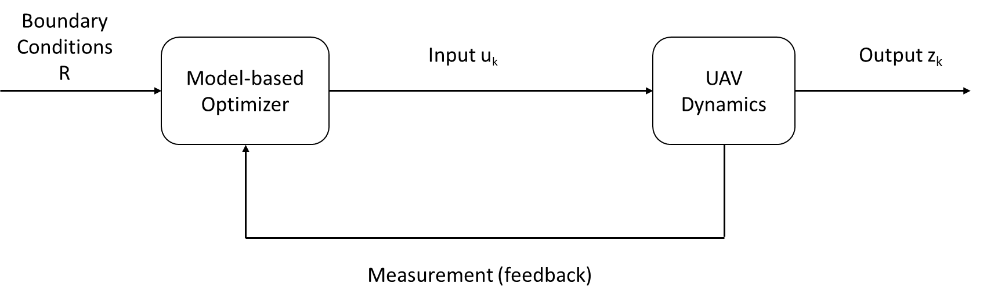 Boundary
Conditions
R
Model-based
Optimizer
Input uₖ
UAV
Dynamics
Output zₖ
Measurement (feedback)